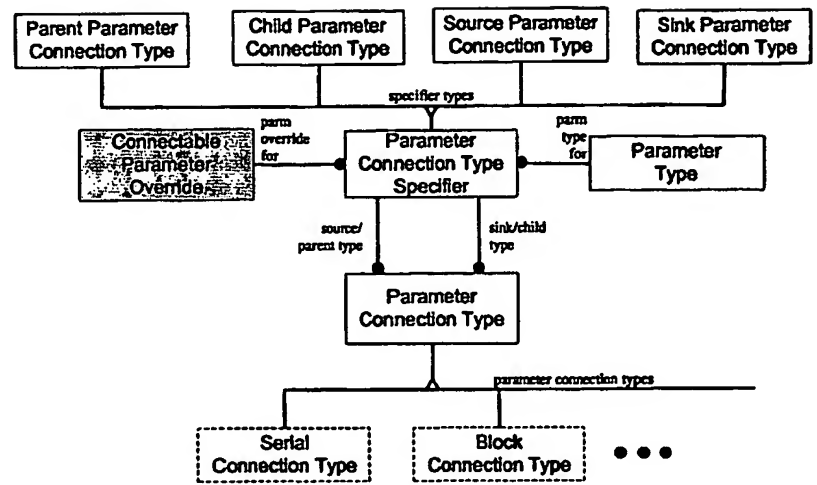 Parent Parameter
Connection Type
Child Parameter
Connection Type
Source Parameter
Connection Type
Sink Parameter
Connection Type
specifier types
Connectable
Parameter
Override
parm
override
for
Parameter
Connection Type
Specifier
parm
type
for
Parameter
Type
source/
parent type
sink/child
type
Parameter
Connection Type
parameter connection types
Serial
Connection Type
Block
Connection Type